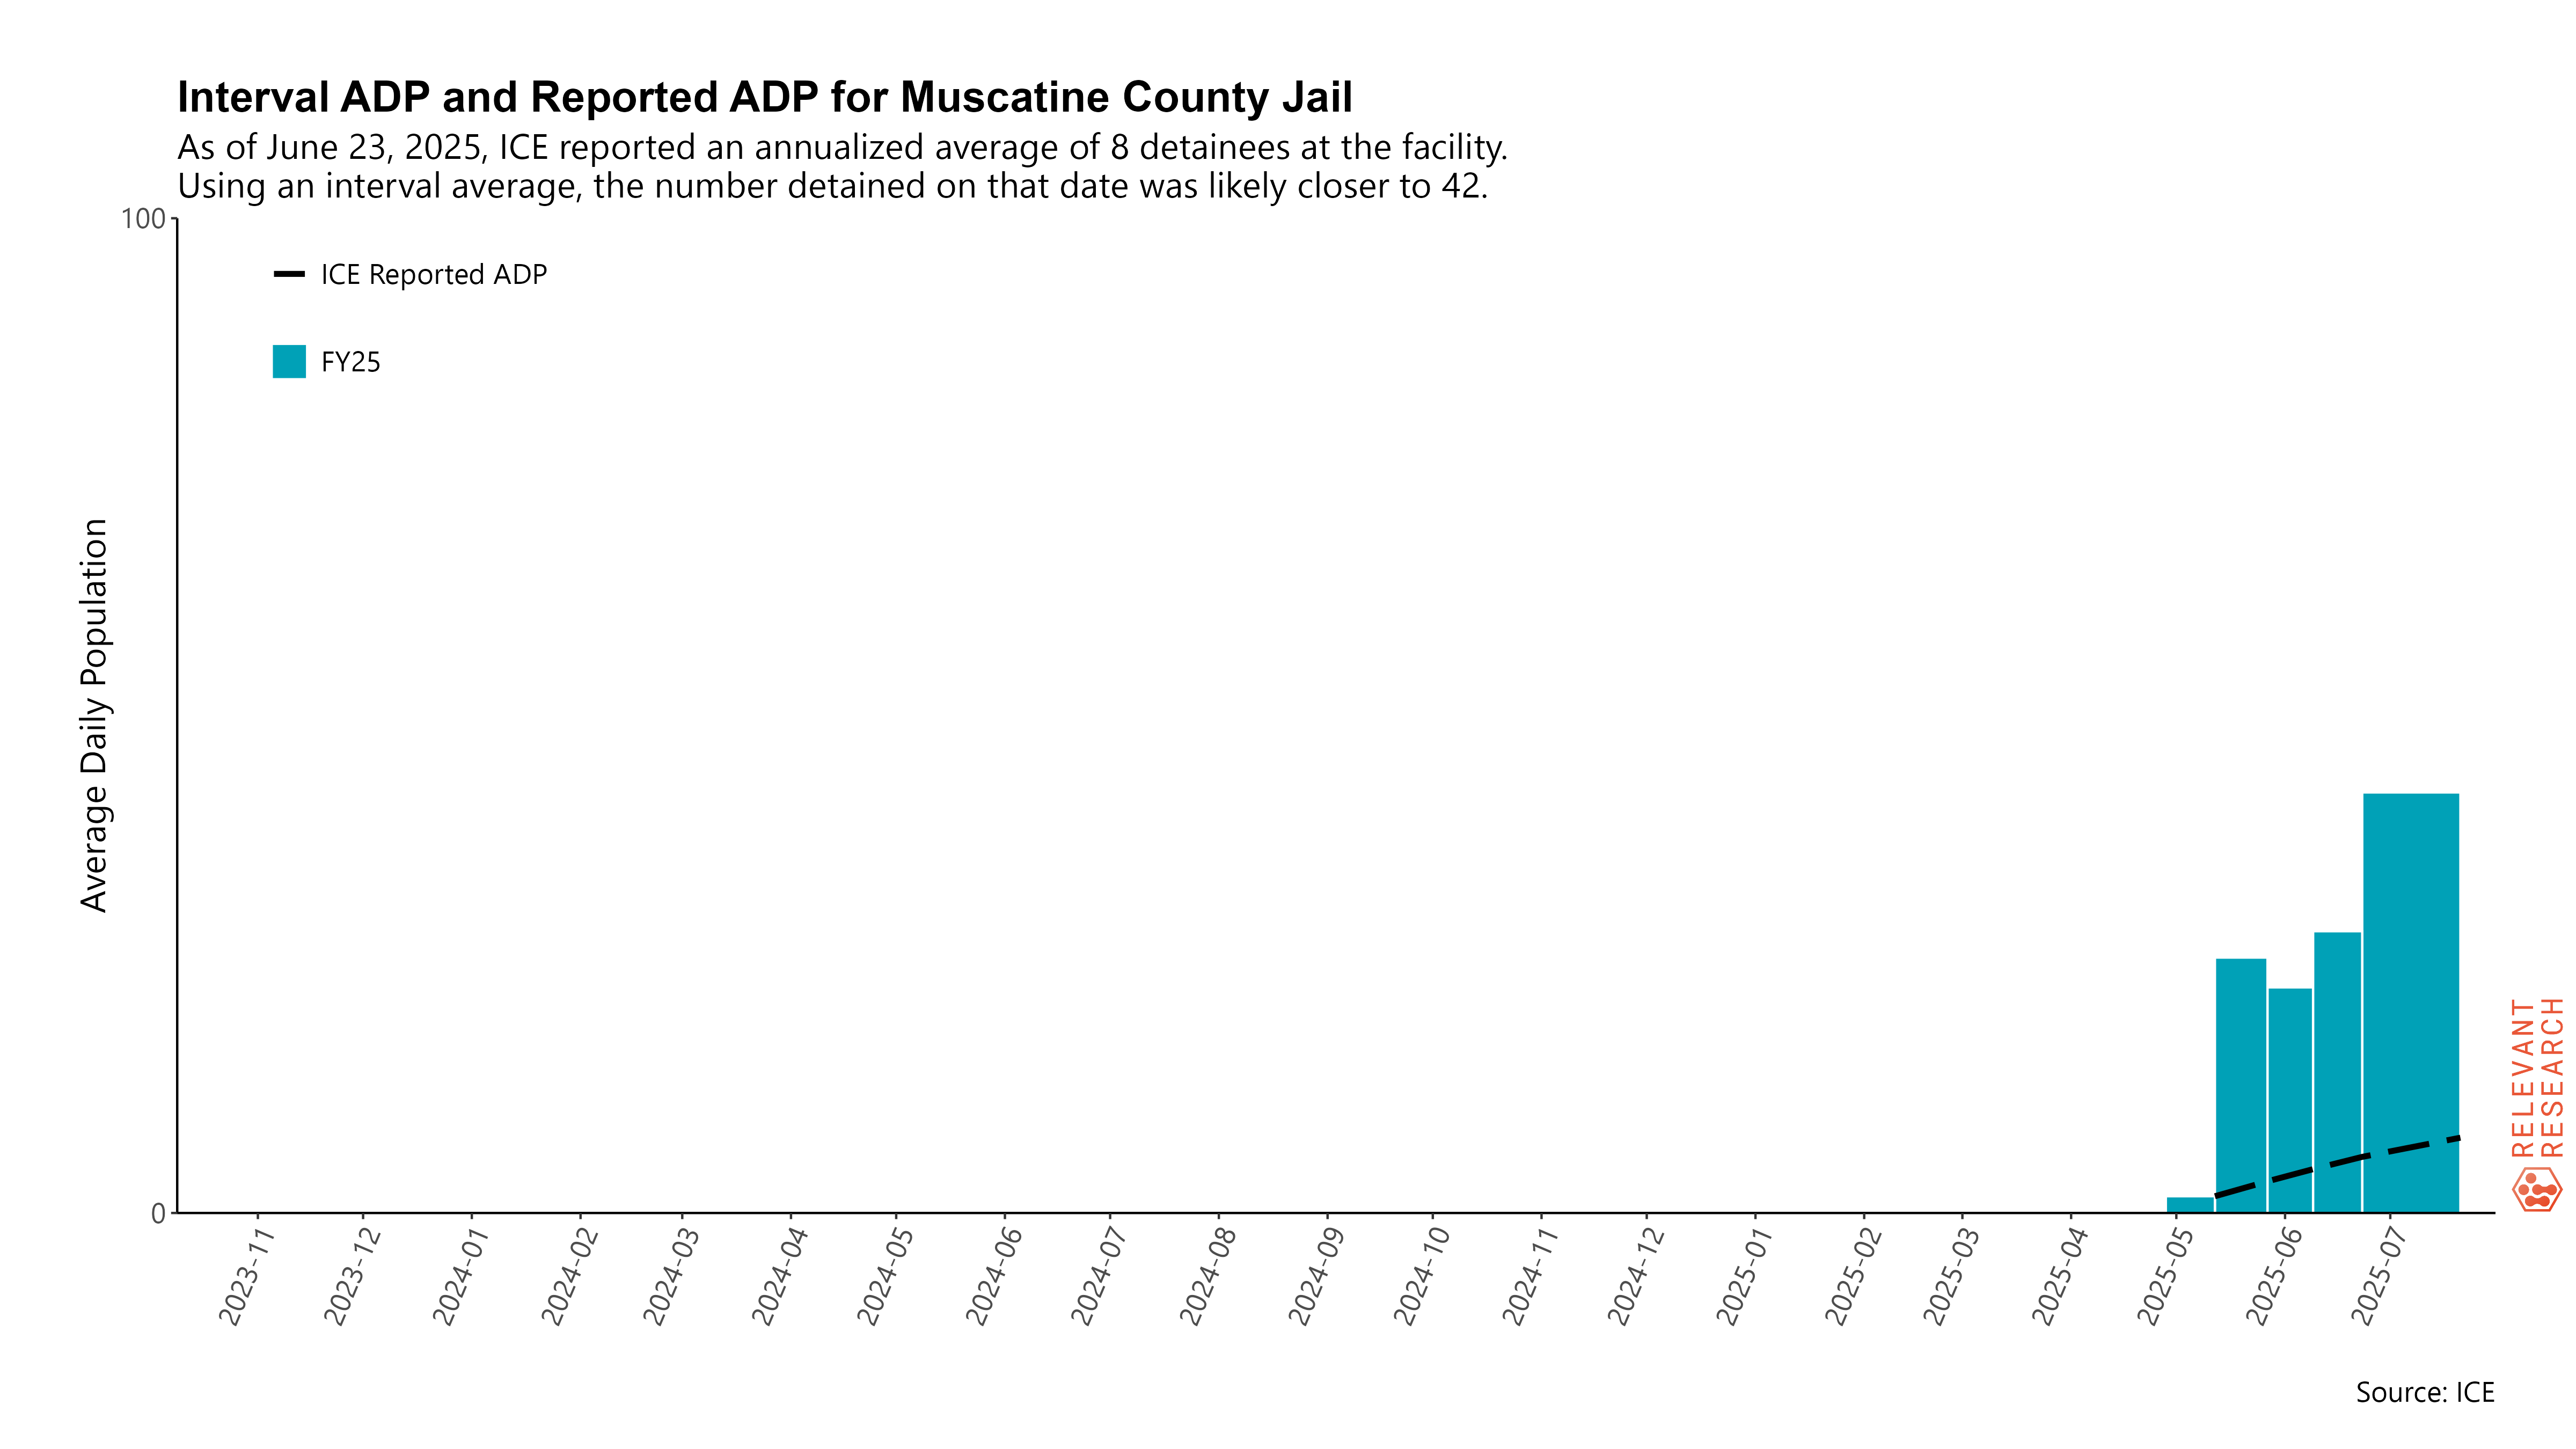 Interval ADP and Reported ADP for Muscatine County Jail
As of June 23, 2025, ICE reported an annualized average of 8 detainees at the facility.
Using an interval average, the number detained on that date was likely closer to 42.
100
ICE Reported ADP
FY25
Average Daily Population
0
2023-11
2023-12
2024-01
2024-02
2024-03
2024-04
2024-05
2024-06
2024-07
2024-08
2024-09
2024-10
2024-11
2024-12
2025-01
2025-02
2025-03
2025-04
2025-05
2025-06
2025-07
RELEVANT
RESEARCH
Source: ICE